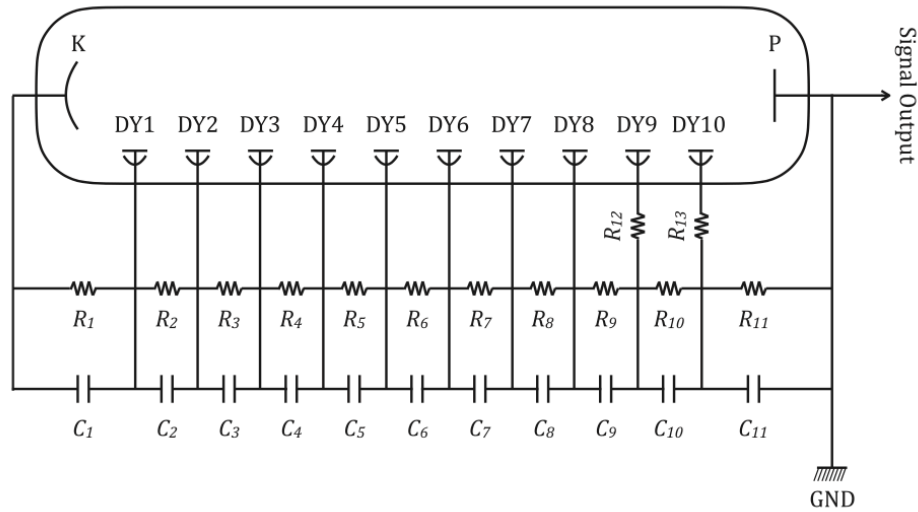 K
P
Signal Output
DY1 DY2 DY3 DY4 DY5 DY6 DY7 DY8 DY9 DY10
R12 R13
R1 R2 R3 R4 R5 R6 R7 R8 R9 R10 R11
C1 C2 C3 C4 C5 C6 C7 C8 C9 C10 C11
GND